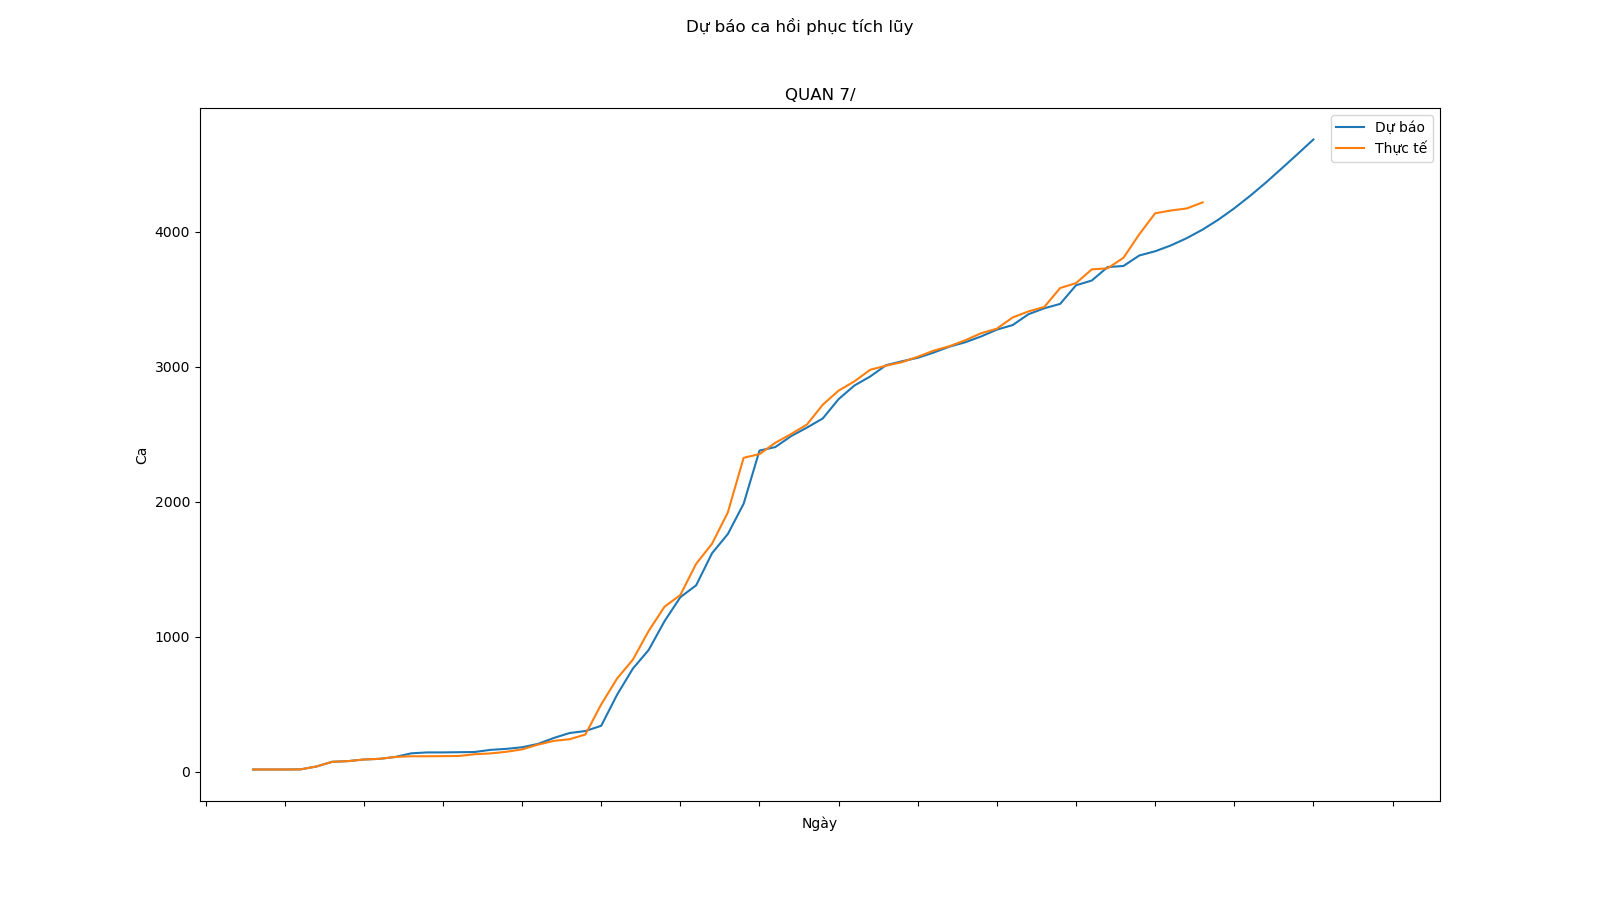 Dự báo ca hồi phục tích lũy
QUAN 7/
Dự báo
Thực tế
4000
3000
2000
1000
0
Ca
Ngày